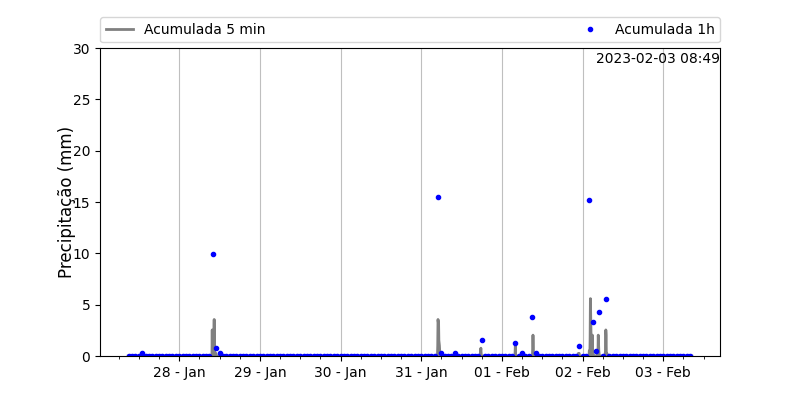 Acumulada 5 min
Acumulada 1h
2023-02-03 08:49
Precipitação (mm)
30
25
20
15
10
5
0
28 - Jan
29 - Jan
30 - Jan
31 - Jan
01 - Feb
02 - Feb
03 - Feb